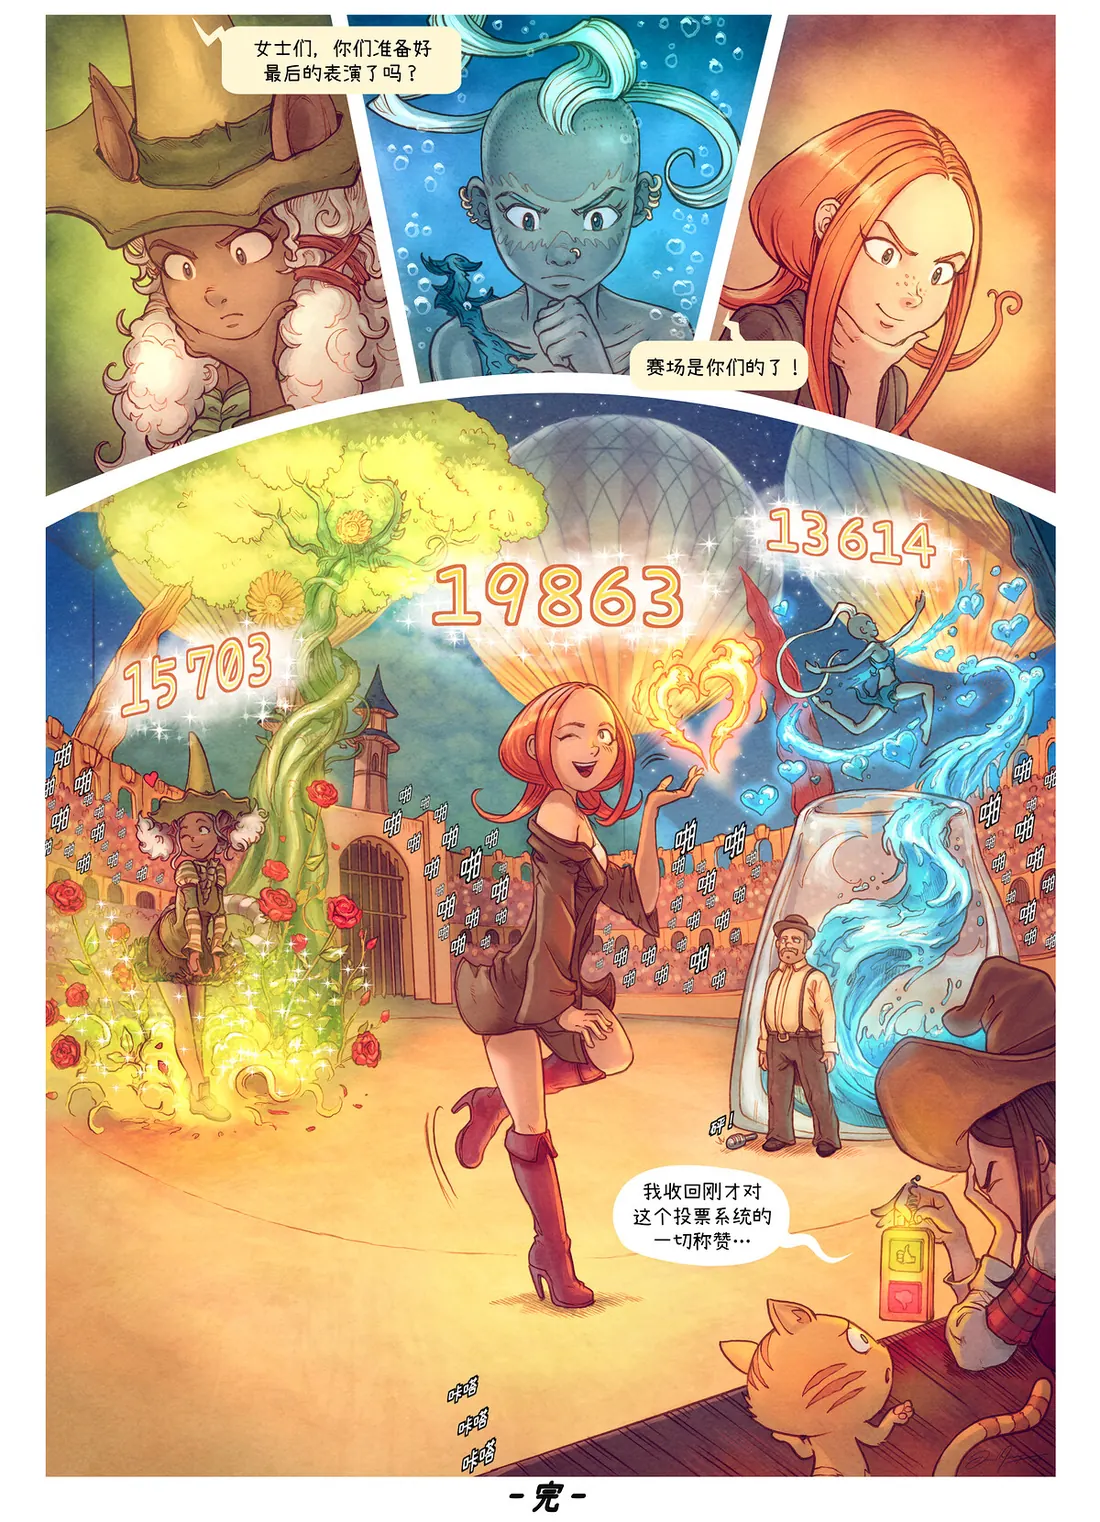 女士们，你们准备好
最后的表演了吗？
赛场是你们的了！
15703
19863
13614
啪 啪 啪 啪 啪 啪
砰！
我收回刚才对
这个投票系统的
一切称赞…
咔嗒
咔嗒
咔嗒
- 完 -